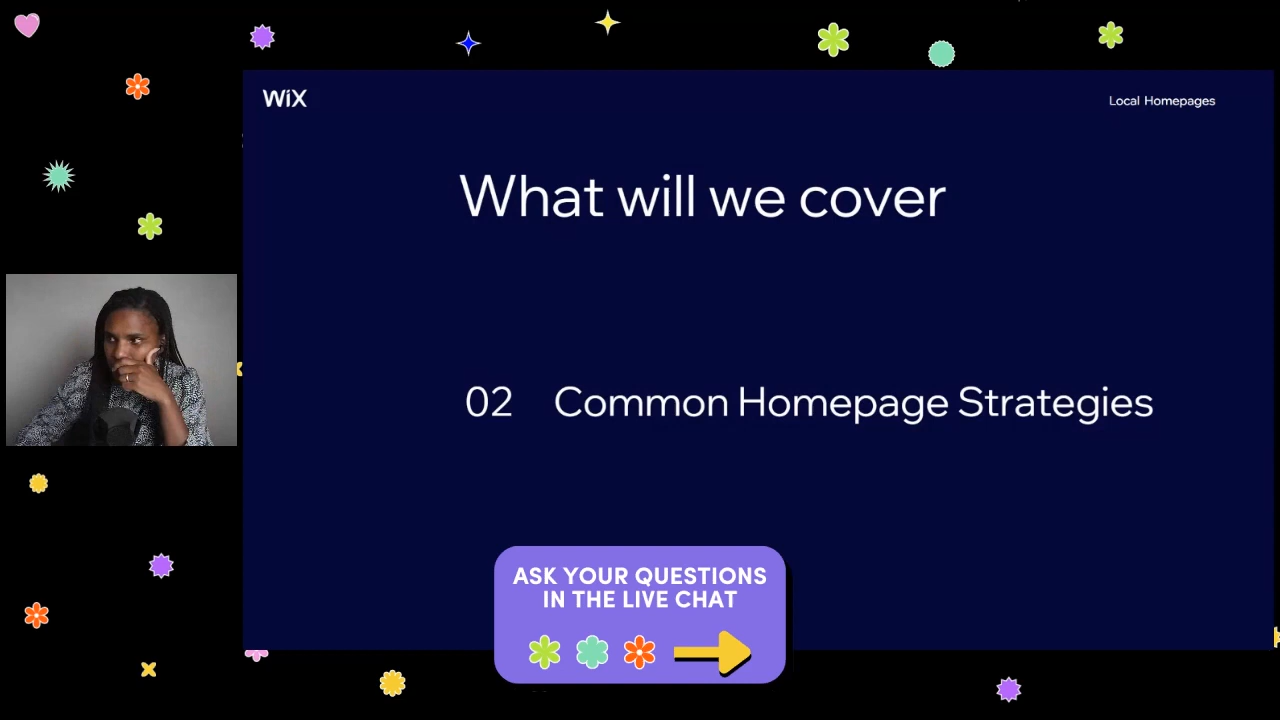 WiX
Local Homepages
What will we cover
02 Common Homepage Strategies
ASK YOUR QUESTIONS
IN THE LIVE CHAT